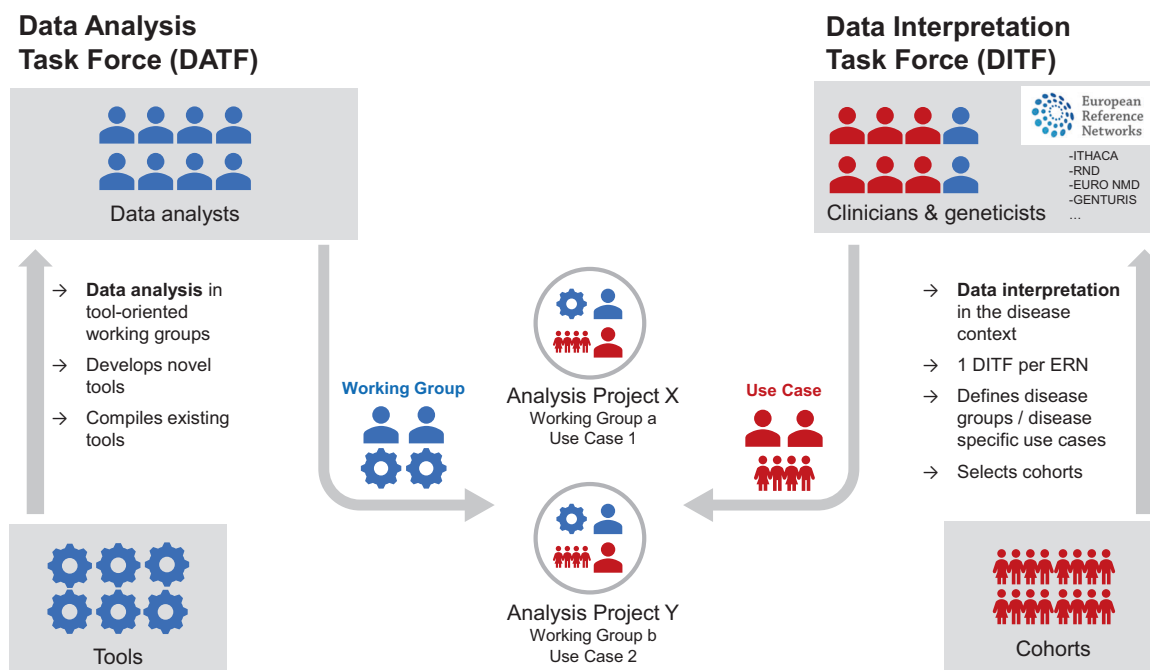 Data Analysis
Task Force (DATF)
Data analysts
→ Data analysis in
tool-oriented
working groups
→ Develops novel
tools
→ Compiles existing
tools
Tools
Working Group
Analysis Project X
Working Group a
Use Case 1
Analysis Project Y
Working Group b
Use Case 2
Use Case
Data Interpretation
Task Force (DITF)
European
Reference
Networks
-ITHACA
-RND
-EURO NMD
-GENTURIS
...
Clinicians & geneticists
→ Data interpretation
in the disease
context
→ 1 DITF per ERN
→ Defines disease
groups / disease
specific use cases
→ Selects cohorts
Cohorts